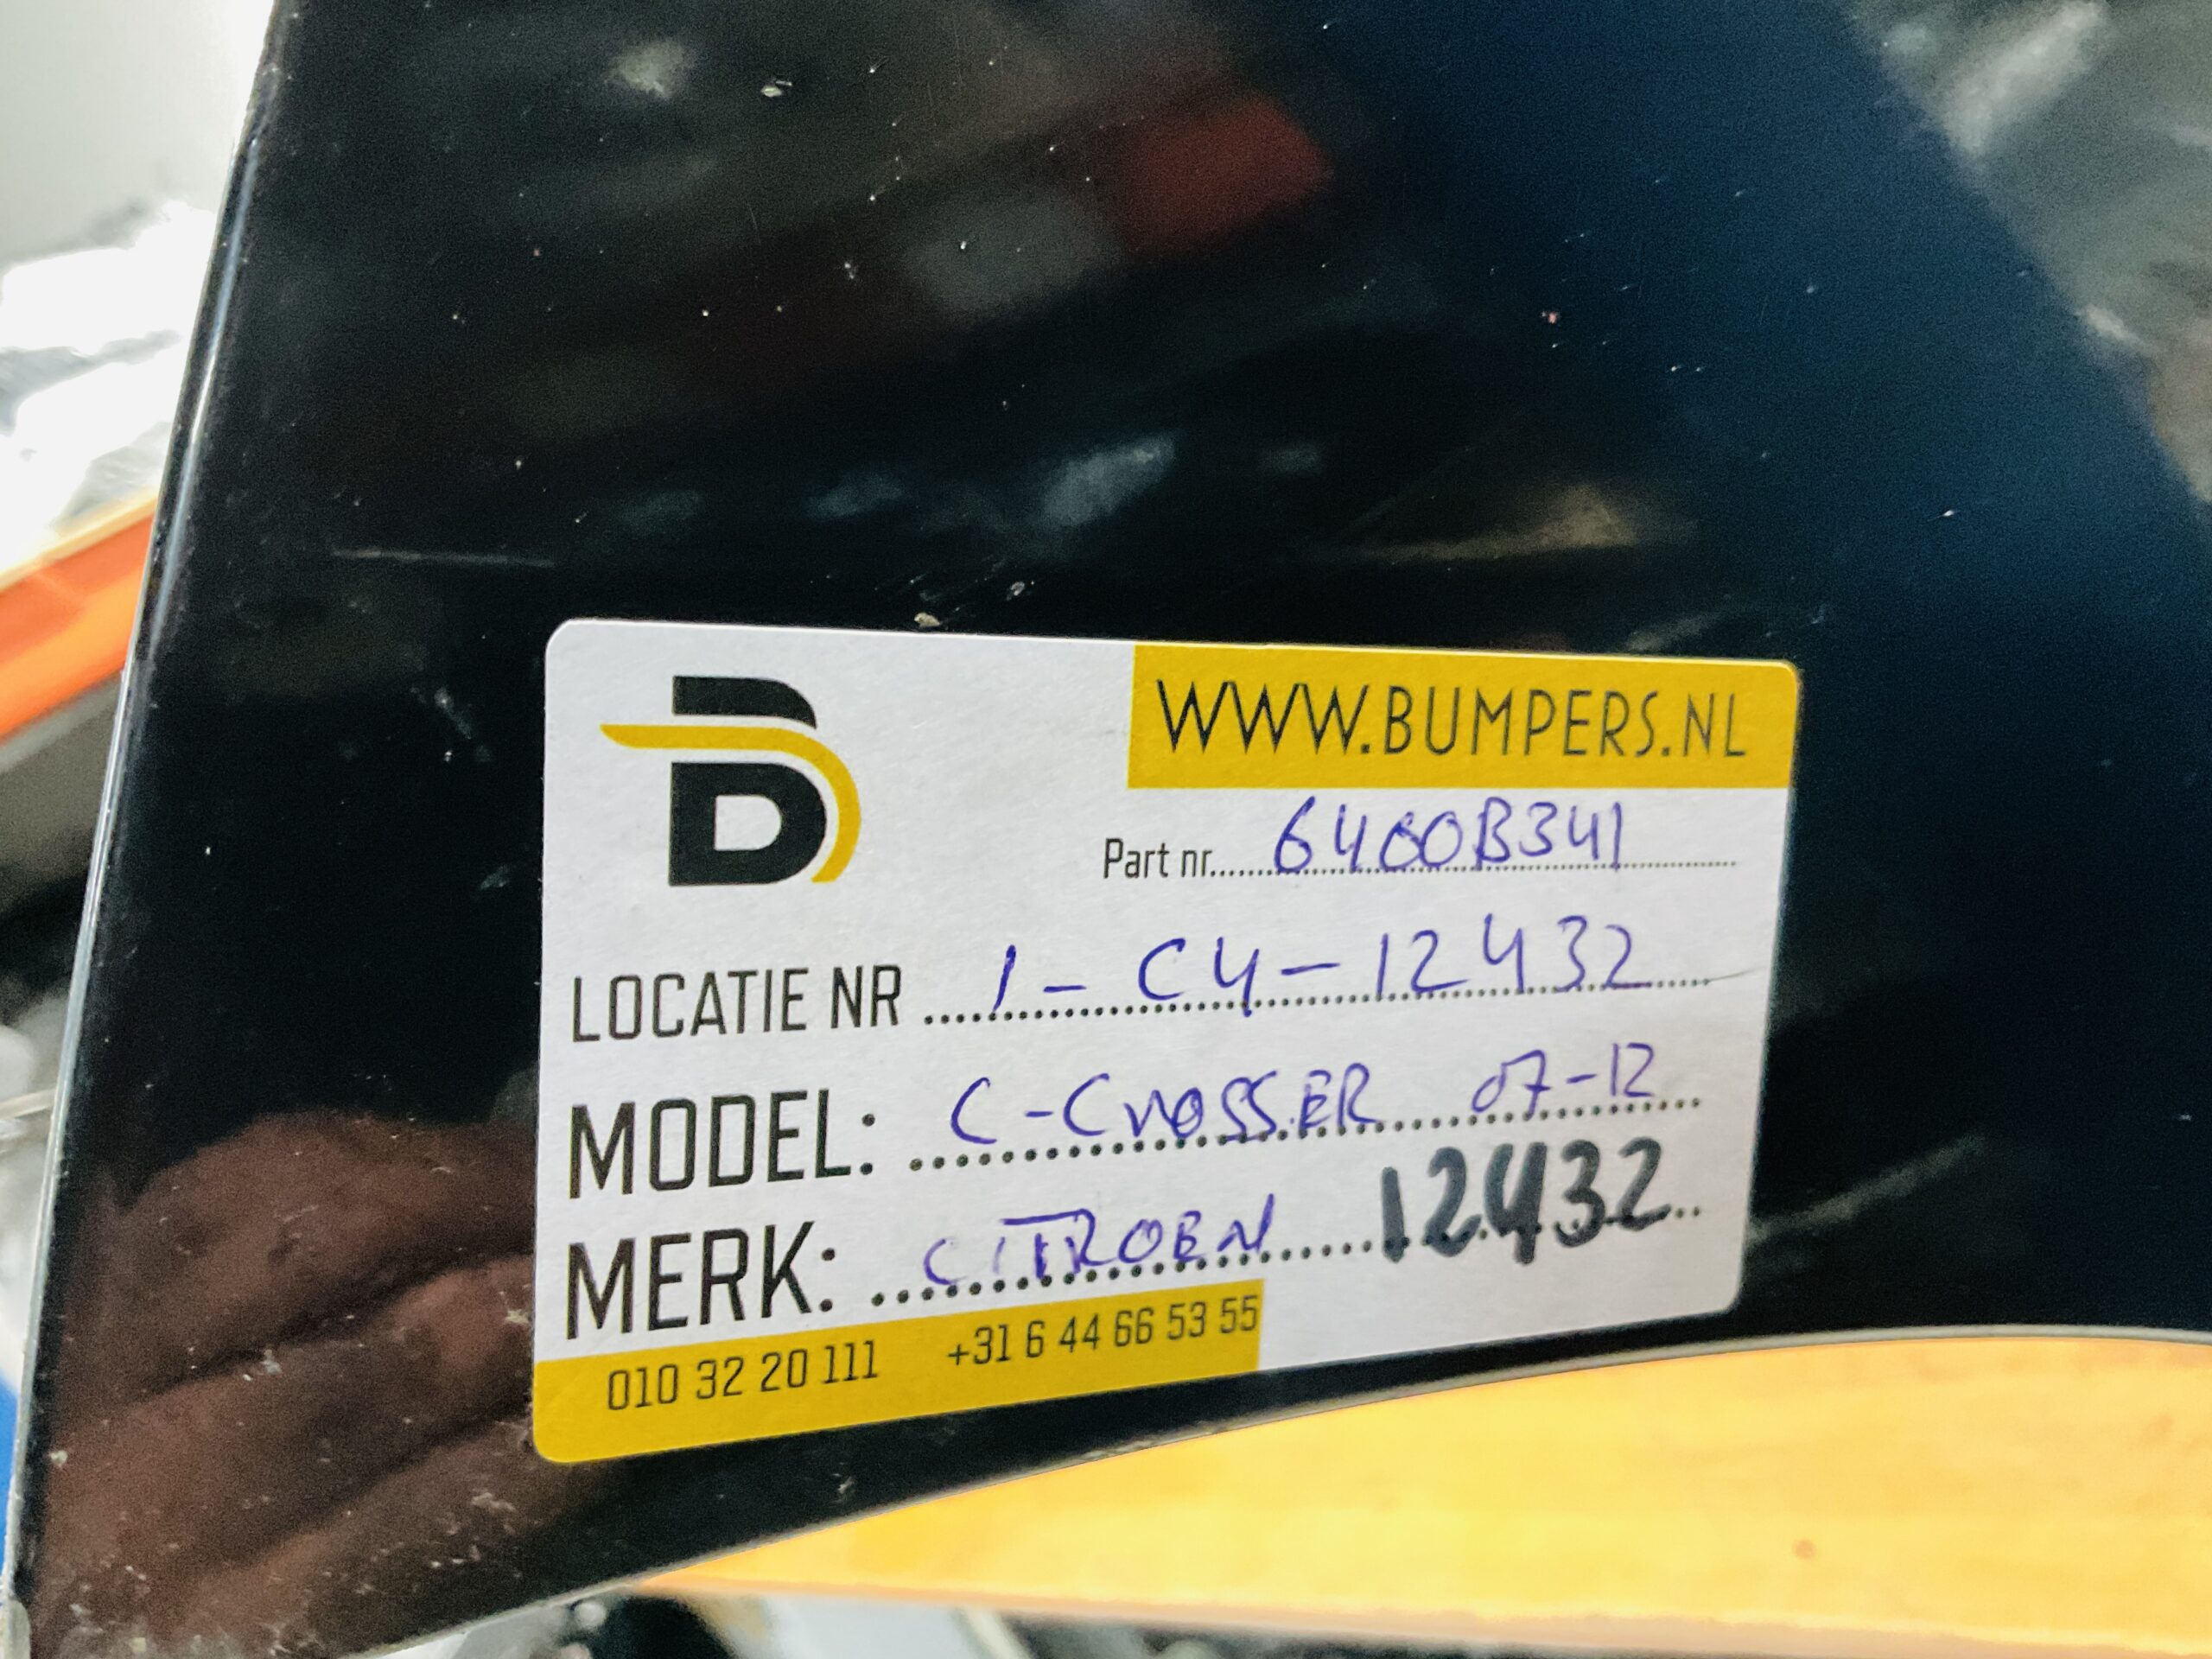 B
WWW.BUMPERS.NL
Part nr. 6400B341
LOCATIE NR 1-C4-12432
MODEL: C-CROSSER 07-12
MERK: CITROEN 12432
010 32 20 111 +31 6 44 66 53 55